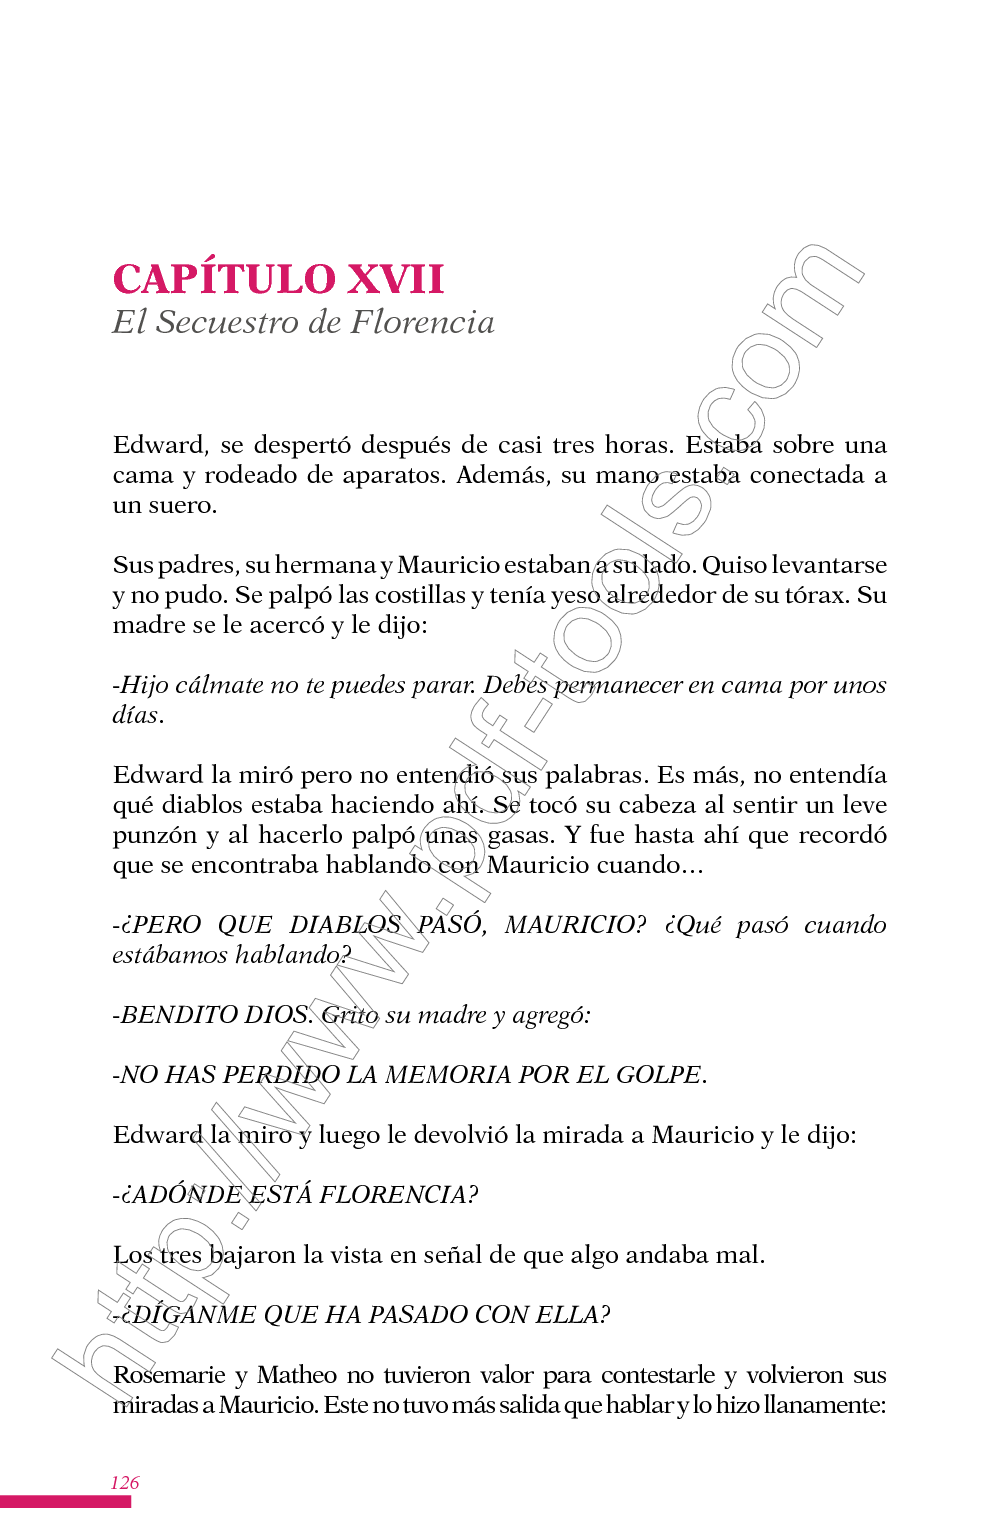 CAPÍTULO XVII
El Secuestro de Florencia
Edward, se despertó después de casi tres horas. Estaba sobre una
cama y rodeado de aparatos. Además, su mano estaba conectada a
un suero.
Sus padres, su hermana y Mauricio estaban a su lado. Quiso levantarse
y no pudo. Se palpó las costillas y tenía yeso alrededor de su tórax. Su
madre se le acercó y le dijo:
-Hijo cálmate no te puedes parar. Debes permanecer en cama por unos
días.
Edward la miró pero no entendió sus palabras. Es más, no entendía
qué diablos estaba haciendo ahí. Se tocó su cabeza al sentir un leve
punzón y al hacerlo palpó unas gasas. Y fue hasta ahí que recordó
que se encontraba hablando con Mauricio cuando…
-¿PERO QUE DIABLOS PASÓ, MAURICIO? ¿Qué pasó cuando
estábamos hablando?
-BENDITO DIOS. Grito su madre y agregó:
-NO HAS PERDIDO LA MEMORIA POR EL GOLPE.
Edward la miro y luego le devolvió la mirada a Mauricio y le dijo:
-¿ADÓNDE ESTÁ FLORENCIA?
Los tres bajaron la vista en señal de que algo andaba mal.
-¿DÍGANME QUE HA PASADO CON ELLA?
Rosemarie y Matheo no tuvieron valor para contestarle y volvieron sus
miradas a Mauricio. Este no tuvo más salida que hablar y lo hizo llanamente:
126
http://www.pdf-tools.com